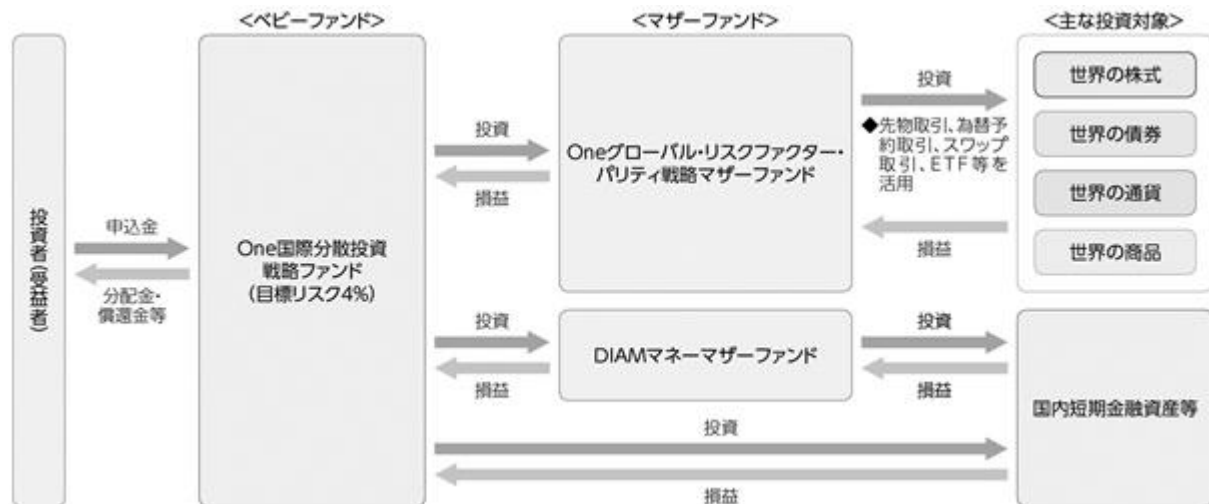 <ベビーファンド>
<マザーファンド>
<主な投資対象>
投資者(受益者)
申込金
分配金・
償還金等
One国際分散投資
戦略ファンド
(目標リスク4%)
投資
損益
Oneグローバル・リスクファクター・
パリティ戦略マザーファンド
投資
◆先物取引、為替予
約取引、スワップ
取引、ETF等を
活用
損益
世界の株式
世界の債券
世界の通貨
世界の商品
投資
損益
DIAMマネーマザーファンド
投資
損益
国内短期金融資産等
投資
損益